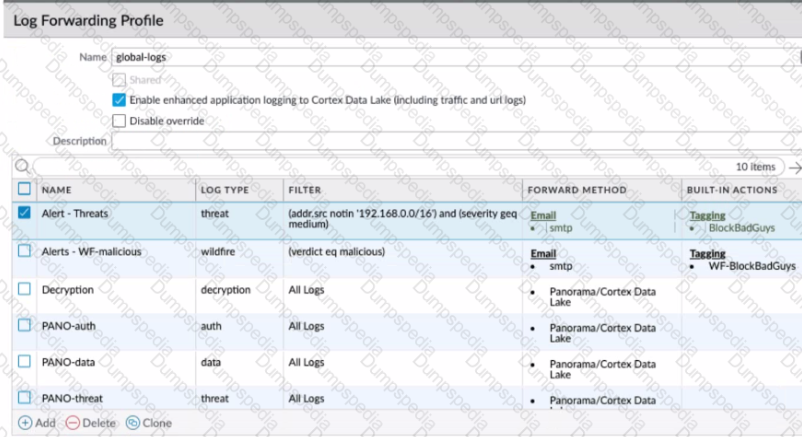 Log Forwarding Profile
Name global-logs
Shared
Enable enhanced application logging to Cortex Data Lake (including traffic and url logs)
Disable override
Description
10 items
NAME LOG TYPE FILTER FORWARD METHOD BUILT-IN ACTIONS
Alert - Threats threat (addr.src notin '192.168.0.0/16') and (severity geq Email Tagging
medium) • smtp • BlockBadGuys
Alerts - WF-malicious wildfire (verdict eq malicious) Email Tagging
• smtp • WF-BlockBadGuys
Decryption decryption All Logs • Panorama/Cortex Data
Lake
PANO-auth auth All Logs • Panorama/Cortex Data
Lake
PANO-data data All Logs • Panorama/Cortex Data
Lake
PANO-threat threat All Logs • Panorama/Cortex Data
Add Delete Clone
Dumpspedia